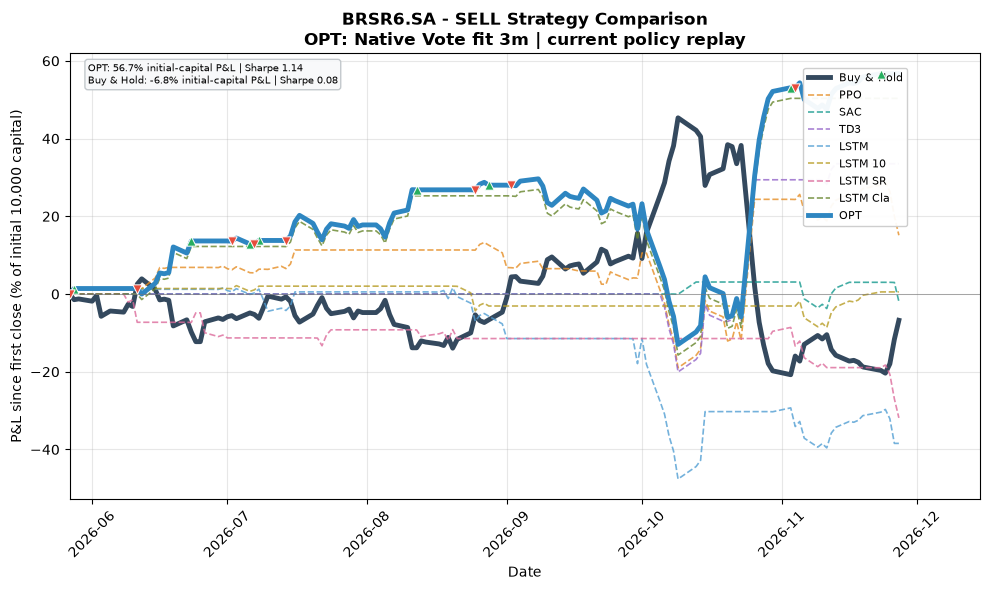 BRSR6.SA - SELL Strategy Comparison
OPT: Native Vote fit 3m | current policy replay
OPT: 56.7% initial-capital P&L | Sharpe 1.14
Buy & Hold: -6.8% initial-capital P&L | Sharpe 0.08
Buy & Hold
PPO
SAC
TD3
LSTM
LSTM 10
LSTM SR
LSTM Cla
OPT
P&L since first close (% of initial 10,000 capital)
60
40
20
0
−20
−40
2026-06
2026-07
2026-08
2026-09
2026-10
2026-11
2026-12
Date